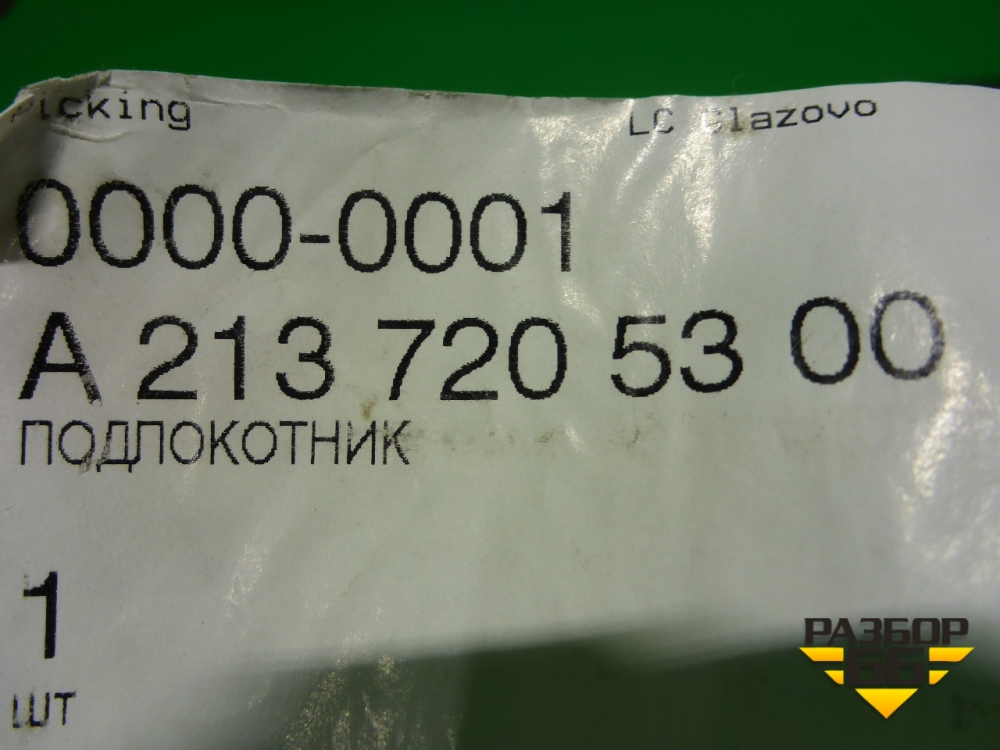 Picking LC Glazovo
0000-0001
A 213 720 53 00
ПОДЛОКОТНИК
1
ШТ
РАЗБОР
66